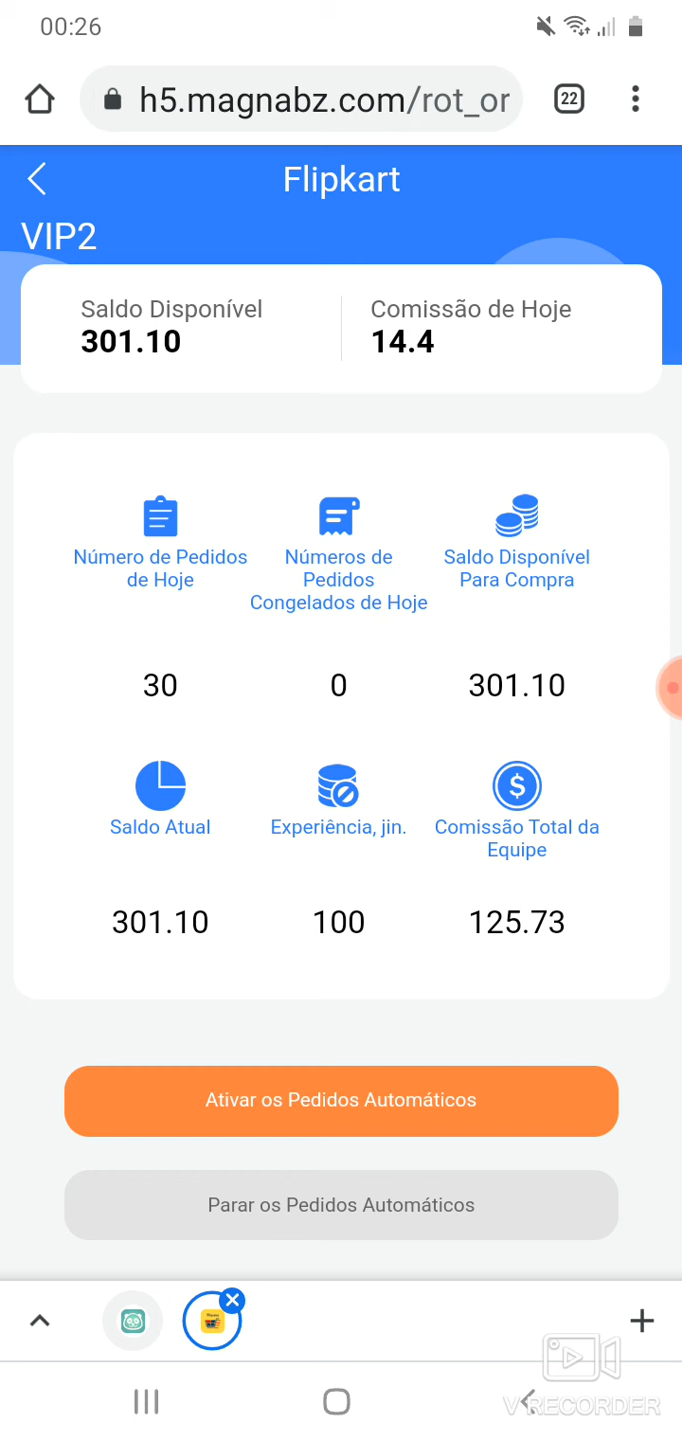 00:26
h5.magnabz.com/rot_or
22
Flipkart
VIP2
Saldo Disponível
301.10
Comissão de Hoje
14.4
Número de Pedidos
de Hoje
30
Números de
Pedidos
Congelados de Hoje
0
Saldo Disponível
Para Compra
301.10
Saldo Atual
301.10
Experiência, jin.
100
Comissão Total da
Equipe
125.73
Ativar os Pedidos Automáticos
Parar os Pedidos Automáticos
V RECORDER